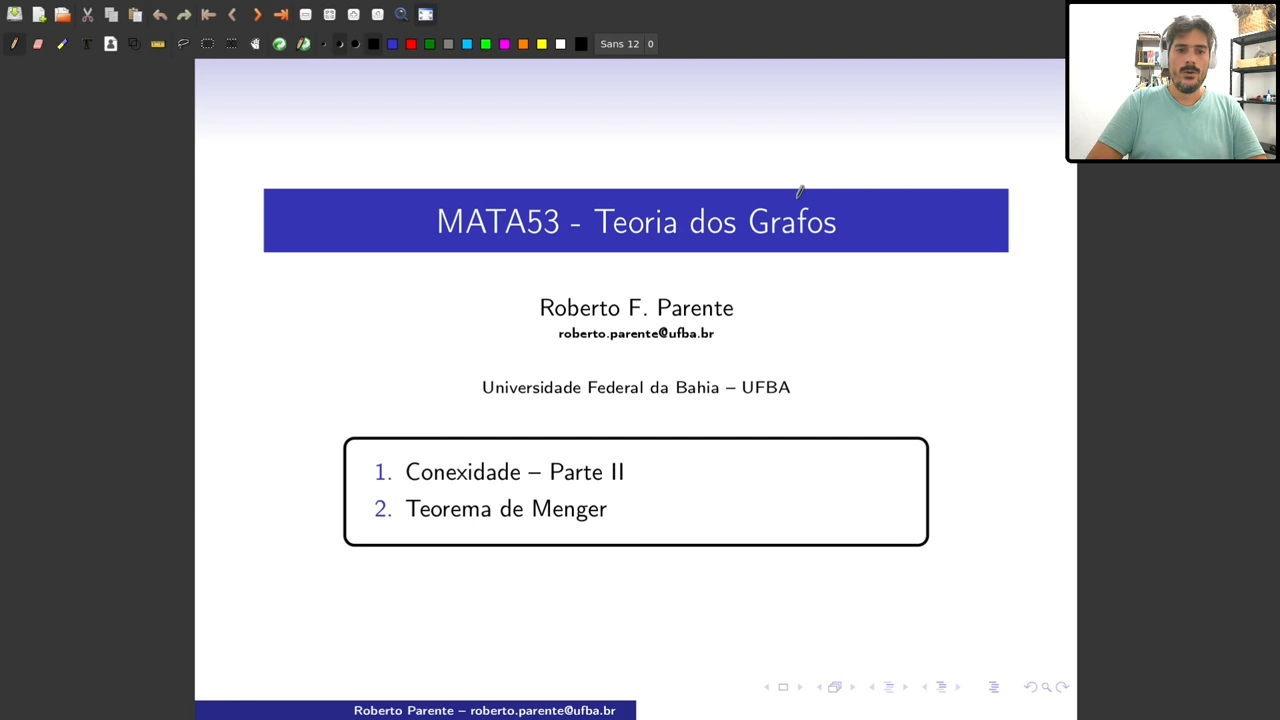 Sans 12 0
MATA53 - Teoria dos Grafos
Roberto F. Parente
roberto.parente@ufba.br
Universidade Federal da Bahia – UFBA
1. Conexidade – Parte II
2. Teorema de Menger
Roberto Parente – roberto.parente@ufba.br